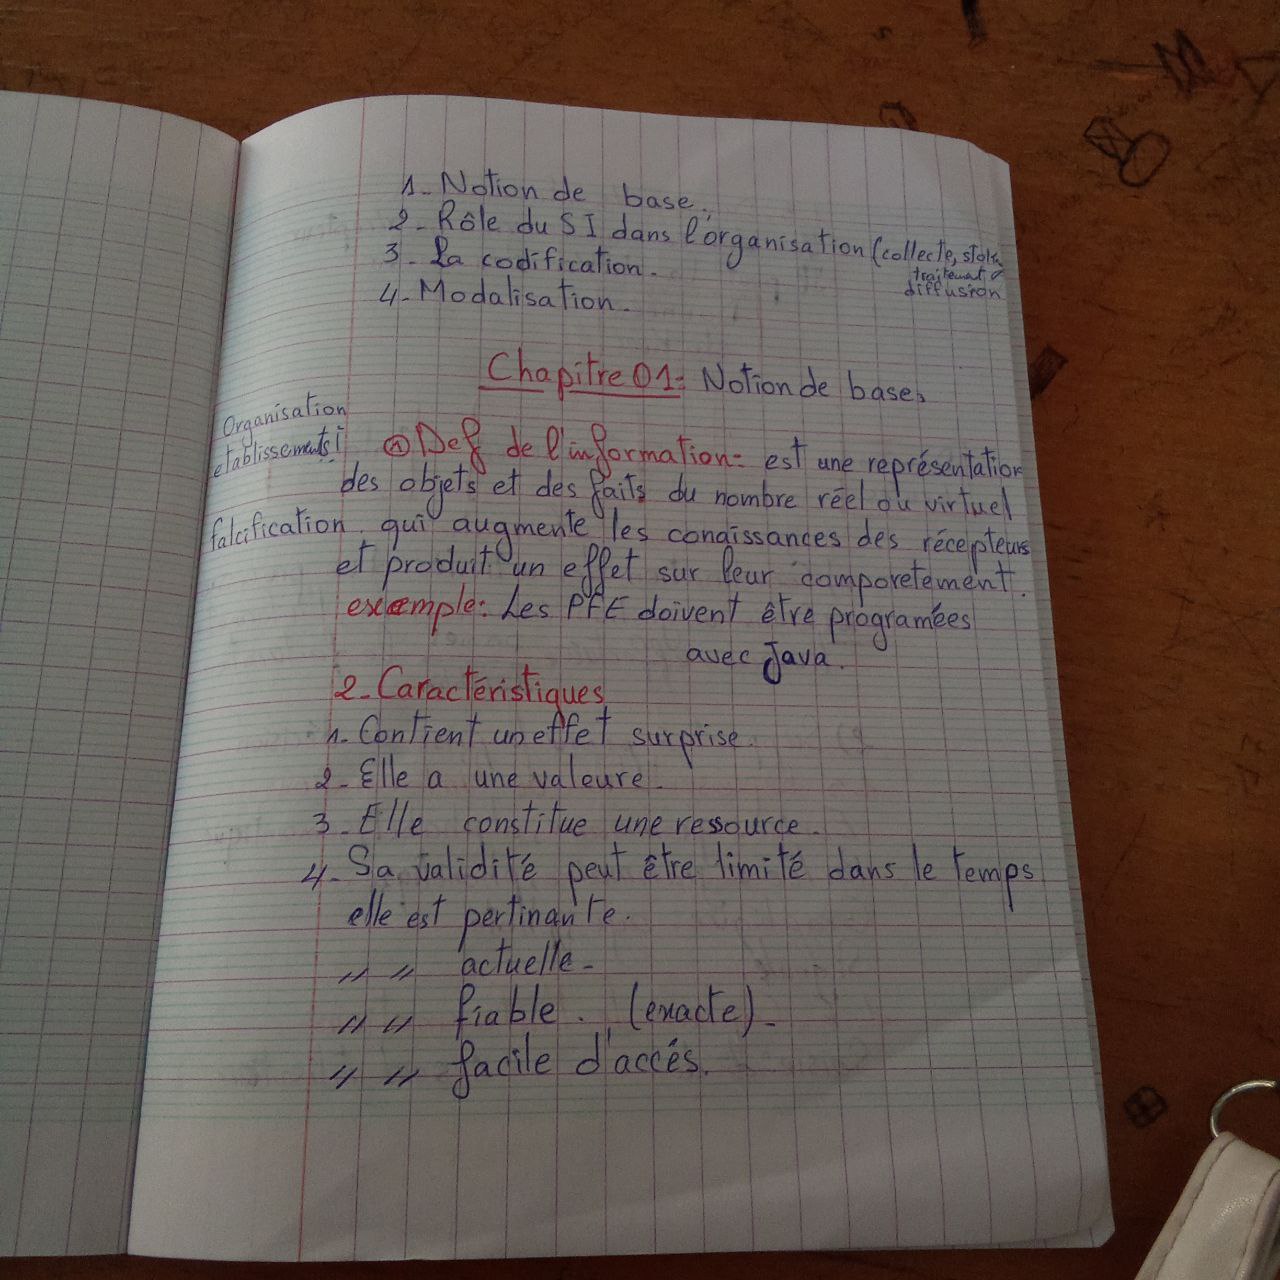 1- Notion de base.
2- Rôle du SI dans l'organisation (collecte,
traitement
3- La codification.
diffusion
4- Modalisation.
Chapitre 01: Notion de bases
Organisation
etablissements
① Def de l'information: est une représentation
des objets et des faits du nombre réel ou virtuel
falcification
qui augmente les conaissances des récepteurs
et produit un effet sur leur comporetement.
exemple: Les PFE doivent être programées
avec Java.
2- Caractéristiques
1- Contient un effet surprise.
2- Elle a une valeure.
3- Elle constitue une ressource.
4- Sa validité peut être limité dans le temps
elle est pertinante.
" " actuelle-
" " fiable. (exacte)-
" " facile d'accés.